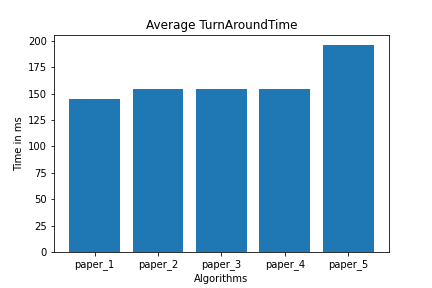 Average TurnAroundTime
Time in ms
200
175
150
125
100
75
50
25
0
paper_1 paper_2 paper_3 paper_4 paper_5
Algorithms